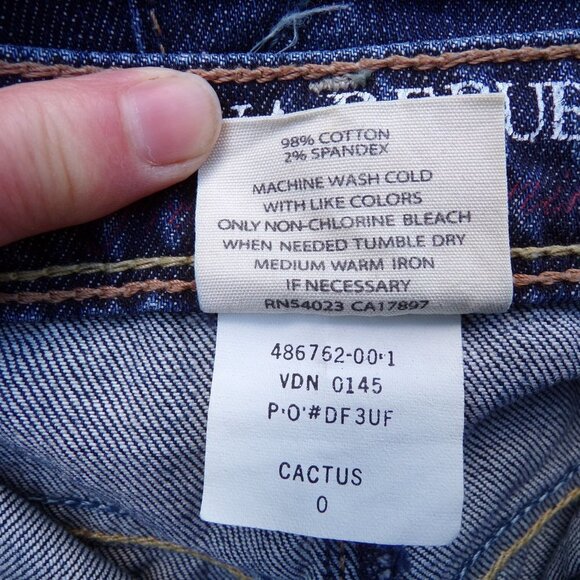 REPUB
98% COTTON
2% SPANDEX
MACHINE WASH COLD
WITH LIKE COLORS
ONLY NON-CHLORINE BLEACH
WHEN NEEDED TUMBLE DRY
MEDIUM WARM IRON
IF NECESSARY
RN54023 CA17897
486762-00-1
VDN 0145
P.O.#DF3UF
CACTUS
0